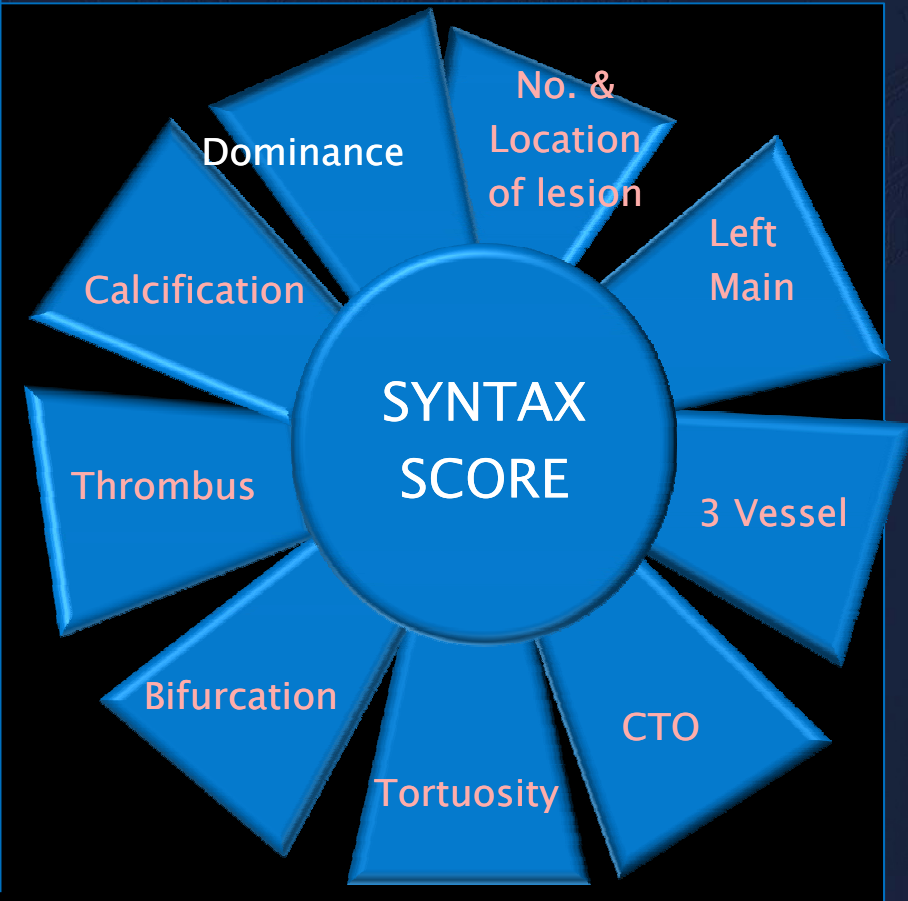 No. &
Location
of lesion
Dominance
Left
Main
Calcification
SYNTAX
SCORE
Thrombus
3 Vessel
Bifurcation
CTO
Tortuosity